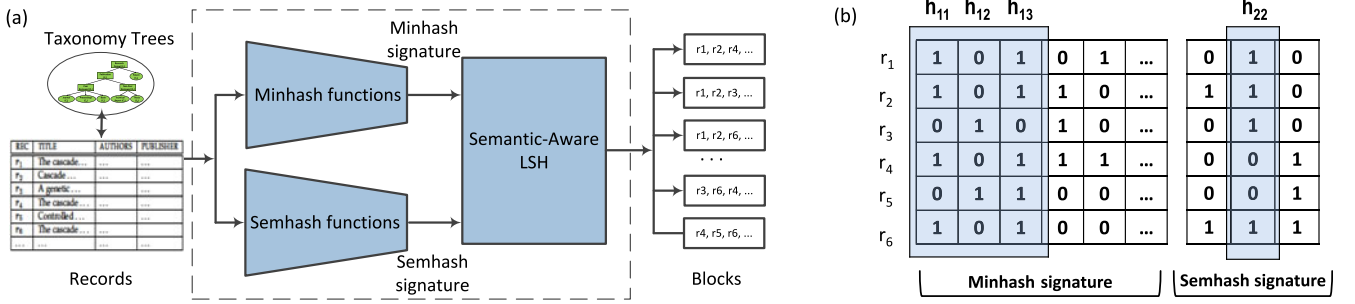 (a)
Taxonomy Trees
REC TITLE AUTHORS PUBLISHER
r1 The cascade... ... ...
r2 Cascade ... ... ...
r3 A genetic ... ... ...
r4 The cascade... ... ...
r5 Controlled ... ... ...
r6 The cascade... ... ...
... ... ... ...
Records
Minhash
signature
Minhash functions
Semhash functions
Semhash
signature
Semantic-Aware
LSH
r1, r2, r4, ...
r1, r2, r3, ...
r1, r2, r6, ...
...
r3, r6, r4, ...
r4, r5, r6, ...
Blocks
(b)
h11 h12 h13 h22
r1 1 0 1 0 1 ... 0 1 0
r2 1 0 1 1 0 ... 1 1 0
r3 0 1 0 1 0 ... 0 1 0
r4 1 0 1 1 1 ... 0 0 1
r5 0 1 1 0 0 ... 0 0 1
r6 1 0 1 0 0 ... 1 1 1
Minhash signature Semhash signature